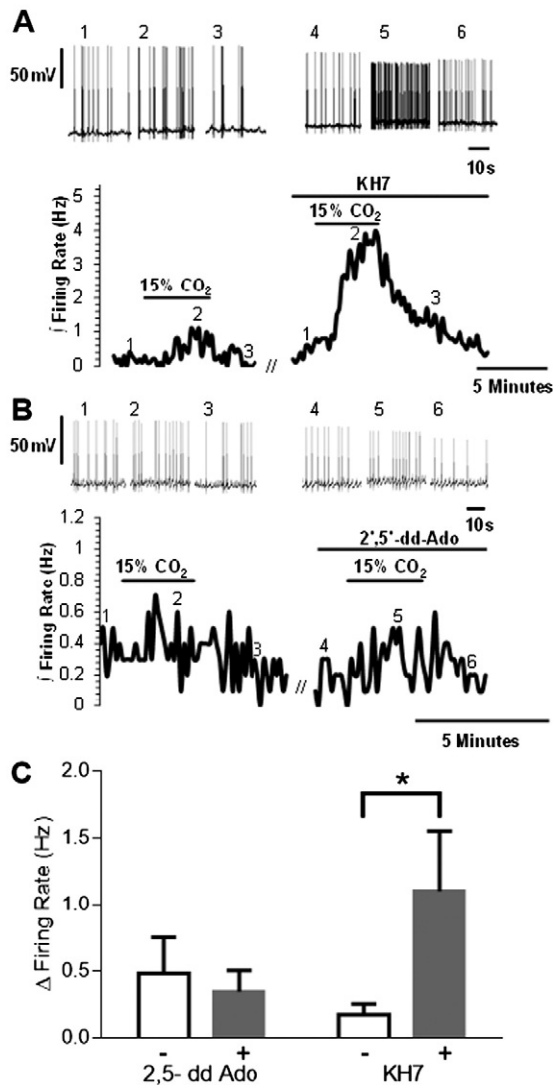 A
1 2 3 4 5 6
50 mV
10s
KH7
15% CO2
2
15% CO2
2
1
3
1
3
∫ Firing Rate (Hz)
5
4
3
2
1
0
//
5 Minutes
B
1 2 3 4 5 6
50 mV
10s
2',5'-dd-Ado
15% CO2
15% CO2
1
2
3
4
5
6
∫ Firing Rate (Hz)
1.2
1
0.8
0.6
0.4
0.2
0
//
5 Minutes
C
*
Δ Firing Rate (Hz)
2.0
1.5
1.0
0.5
0.0
- + - +
2,5- dd Ado KH7